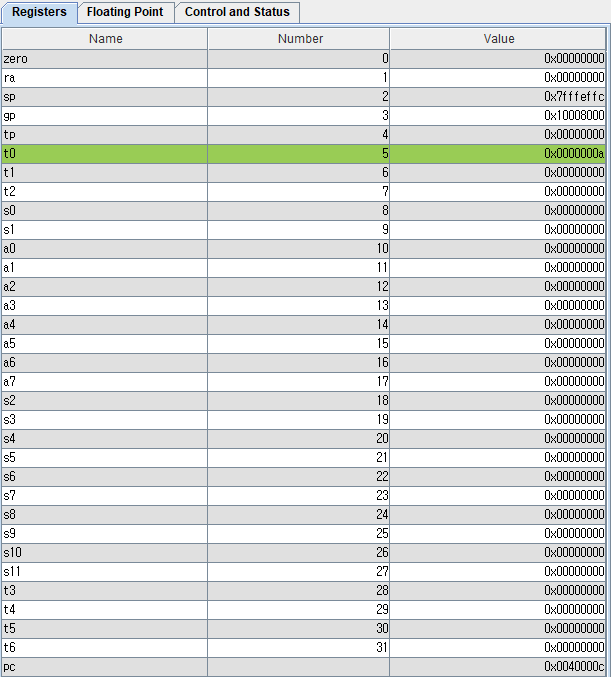 Registers Floating Point Control and Status
Name Number Value
zero 0 0x00000000
ra 1 0x00000000
sp 2 0x7fffeffc
gp 3 0x10008000
tp 4 0x00000000
t0 5 0x0000000a
t1 6 0x00000000
t2 7 0x00000000
s0 8 0x00000000
s1 9 0x00000000
a0 10 0x00000000
a1 11 0x00000000
a2 12 0x00000000
a3 13 0x00000000
a4 14 0x00000000
a5 15 0x00000000
a6 16 0x00000000
a7 17 0x00000000
s2 18 0x00000000
s3 19 0x00000000
s4 20 0x00000000
s5 21 0x00000000
s6 22 0x00000000
s7 23 0x00000000
s8 24 0x00000000
s9 25 0x00000000
s10 26 0x00000000
s11 27 0x00000000
t3 28 0x00000000
t4 29 0x00000000
t5 30 0x00000000
t6 31 0x00000000
pc 0x0040000c